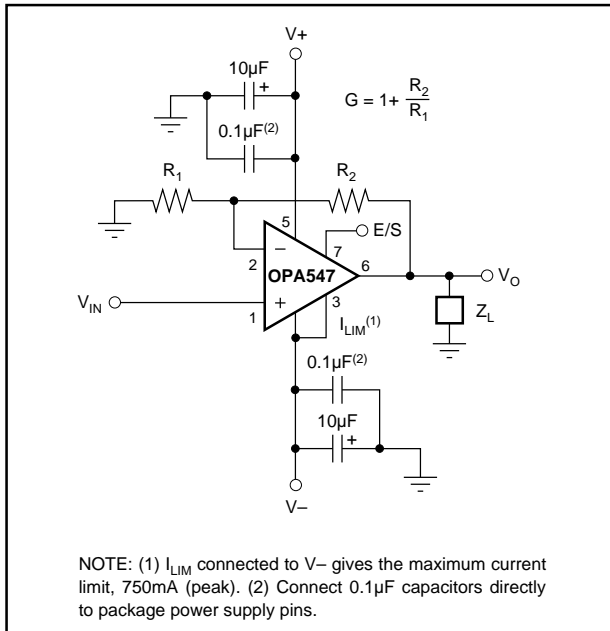 V+
10µF
+
G = 1+ R2/R1
0.1µF(2)
R1
R2
5
E/S
7
–
2
OPA547
6
VO
VIN
+
1
3
ZL
ILIM(1)
0.1µF(2)
10µF
+
V–
NOTE: (1) ILIM connected to V– gives the maximum current
limit, 750mA (peak). (2) Connect 0.1µF capacitors directly
to package power supply pins.